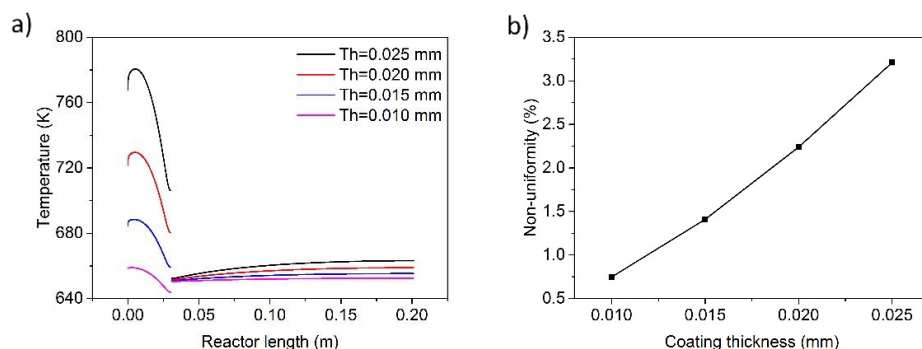 a)
800
760
720
680
640
Temperature (K)
Th=0.025 mm
Th=0.020 mm
Th=0.015 mm
Th=0.010 mm
0.00 0.05 0.10 0.15 0.20
Reactor length (m)
b)
3.5
3.0
2.5
2.0
1.5
1.0
0.5
Non-uniformity (%)
0.010 0.015 0.020 0.025
Coating thickness (mm)